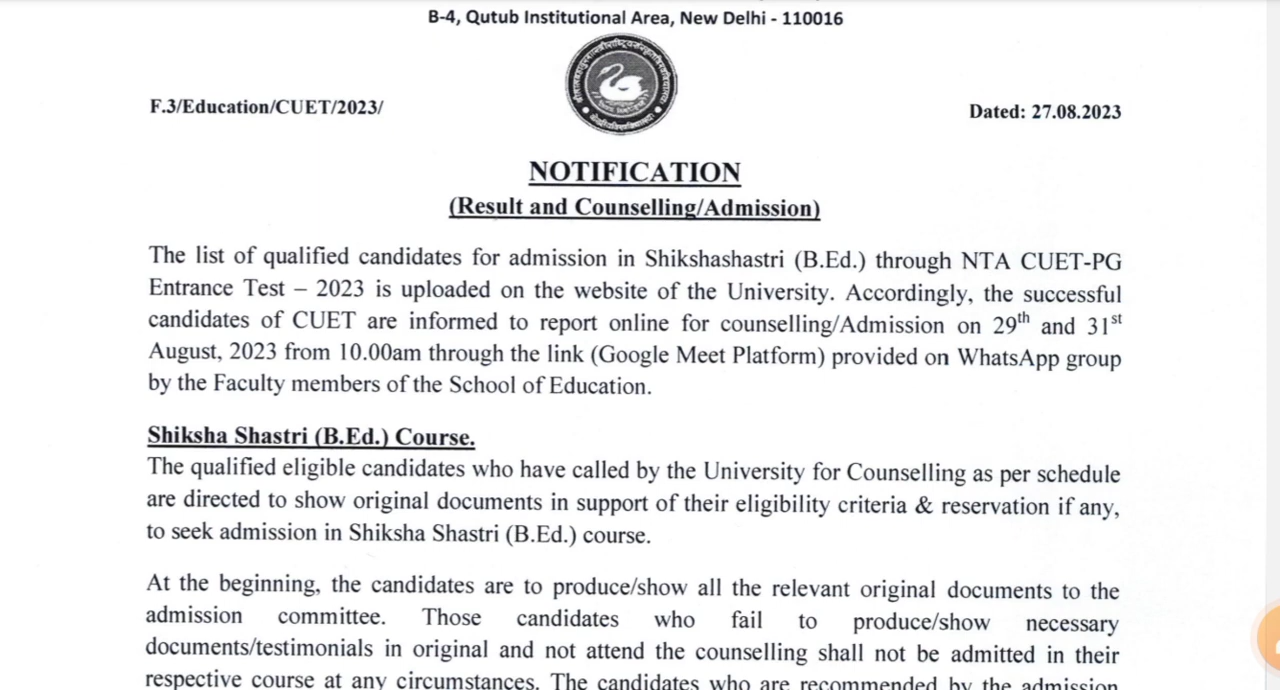 B-4, Qutub Institutional Area, New Delhi - 110016
F.3/Education/CUET/2023/
Dated: 27.08.2023
NOTIFICATION
(Result and Counselling/Admission)
The list of qualified candidates for admission in Shikshashastri (B.Ed.) through NTA CUET-PG
Entrance Test – 2023 is uploaded on the website of the University. Accordingly, the successful
candidates of CUET are informed to report online for counselling/Admission on 29th and 31st
August, 2023 from 10.00am through the link (Google Meet Platform) provided on WhatsApp group
by the Faculty members of the School of Education.
Shiksha Shastri (B.Ed.) Course.
The qualified eligible candidates who have called by the University for Counselling as per schedule
are directed to show original documents in support of their eligibility criteria & reservation if any,
to seek admission in Shiksha Shastri (B.Ed.) course.
At the beginning, the candidates are to produce/show all the relevant original documents to the
admission committee. Those candidates who fail to produce/show necessary
documents/testimonials in original and not attend the counselling shall not be admitted in their
respective course at any circumstances. The candidates who are recommended by the admission